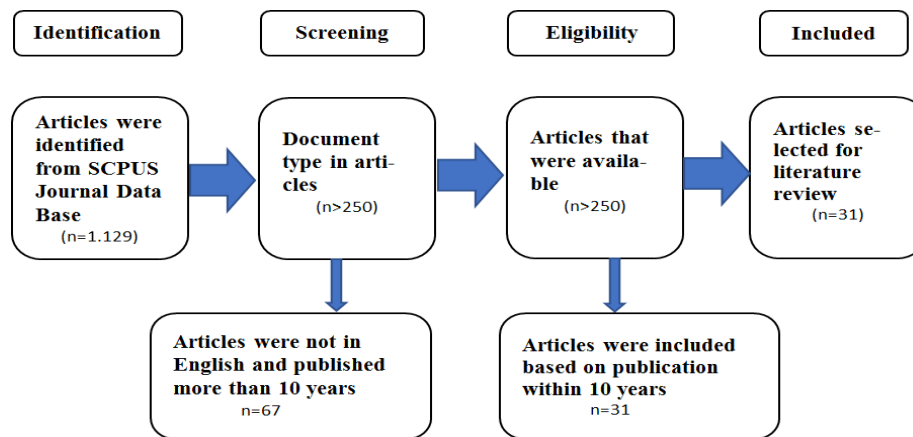 Identification
Screening
Eligibility
Included
Articles were
identified
from SCPUS
Journal Data
Base
(n=1.129)
Document
type in arti-
cles
(n>250)
Articles that
were availa-
ble
(n>250)
Articles se-
lected for
literature
review
(n=31)
Articles were not in
English and published
more than 10 years
n=67
Articles were included
based on publication
within 10 years
n=31